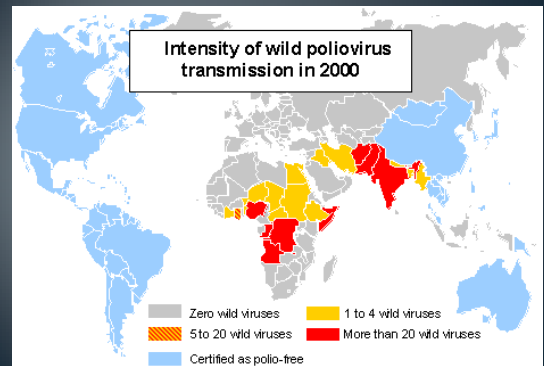 Intensity of wild poliovirus
transmission in 2000
Zero wild viruses
1 to 4 wild viruses
5 to 20 wild viruses
More than 20 wild viruses
Certified as polio-free